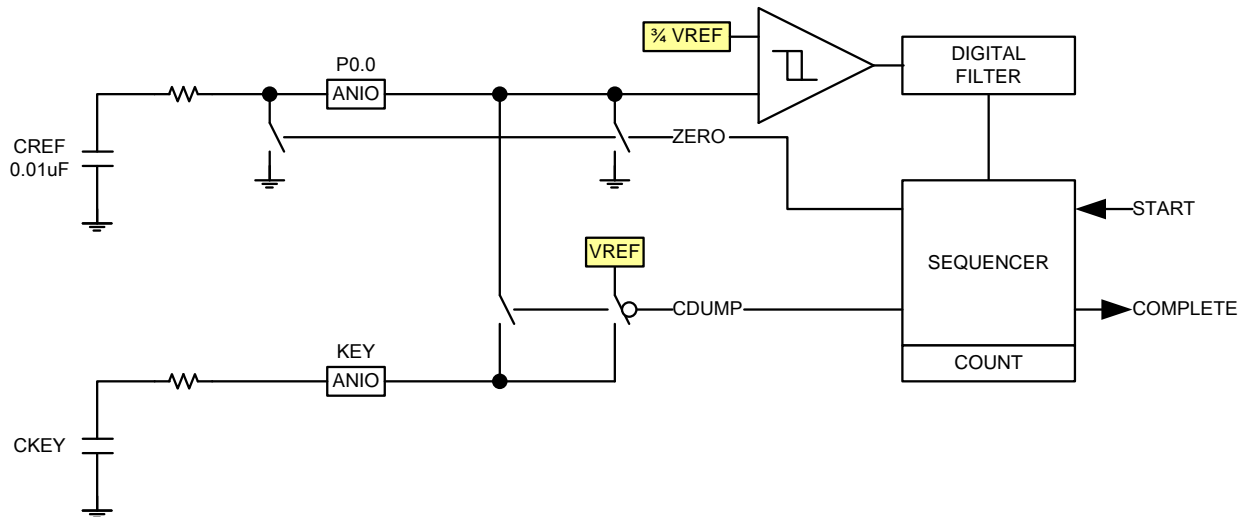 ¾ VREF
DIGITAL
FILTER
P0.0
ANIO
CREF
0.01uF
ZERO
START
VREF
SEQUENCER
CDUMP
COMPLETE
KEY
ANIO
COUNT
CKEY